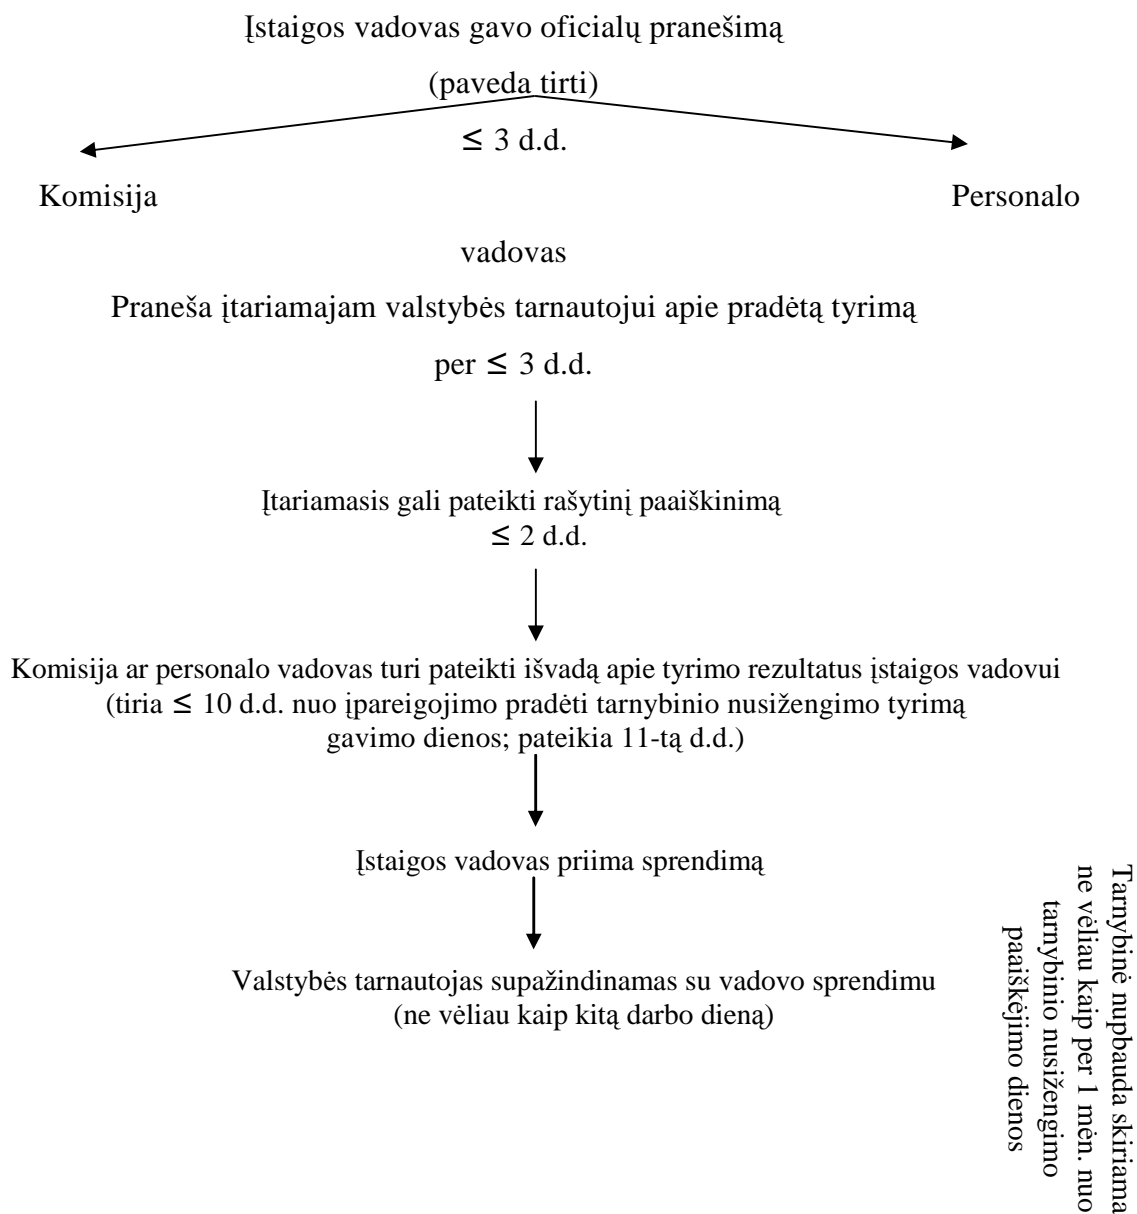 Įstaigos vadovas gavo oficialų pranešimą
(paveda tirti)
≤ 3 d.d.
Komisija Personalo
vadovas
Praneša įtariamajam valstybės tarnautojui apie pradėtą tyrimą
per ≤ 3 d.d.
Įtariamasis gali pateikti rašytinį paaiškinimą
≤ 2 d.d.
Komisija ar personalo vadovas turi pateikti išvadą apie tyrimo rezultatus įstaigos vadovui
(tiria ≤ 10 d.d. nuo įpareigojimo pradėti tarnybinio nusižengimo tyrimą
gavimo dienos; pateikia 11-tą d.d.)
Įstaigos vadovas priima sprendimą
Valstybės tarnautojas supažindinamas su vadovo sprendimu
(ne vėliau kaip kitą darbo dieną)
Tarnybinė nupbauda skiriama
ne vėliau kaip per 1 mėn. nuo
tarnybinio nusižengimo
paaiškėjimo dienos